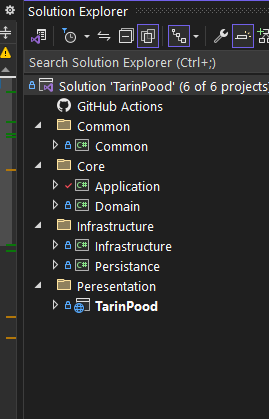 Solution Explorer
Search Solution Explorer (Ctrl+;)
Solution 'TarinPood' (6 of 6 projects)
GitHub Actions
Common
C# Common
Core
C# Application
C# Domain
Infrastructure
C# Infrastructure
C# Persistance
Peresentation
TarinPood